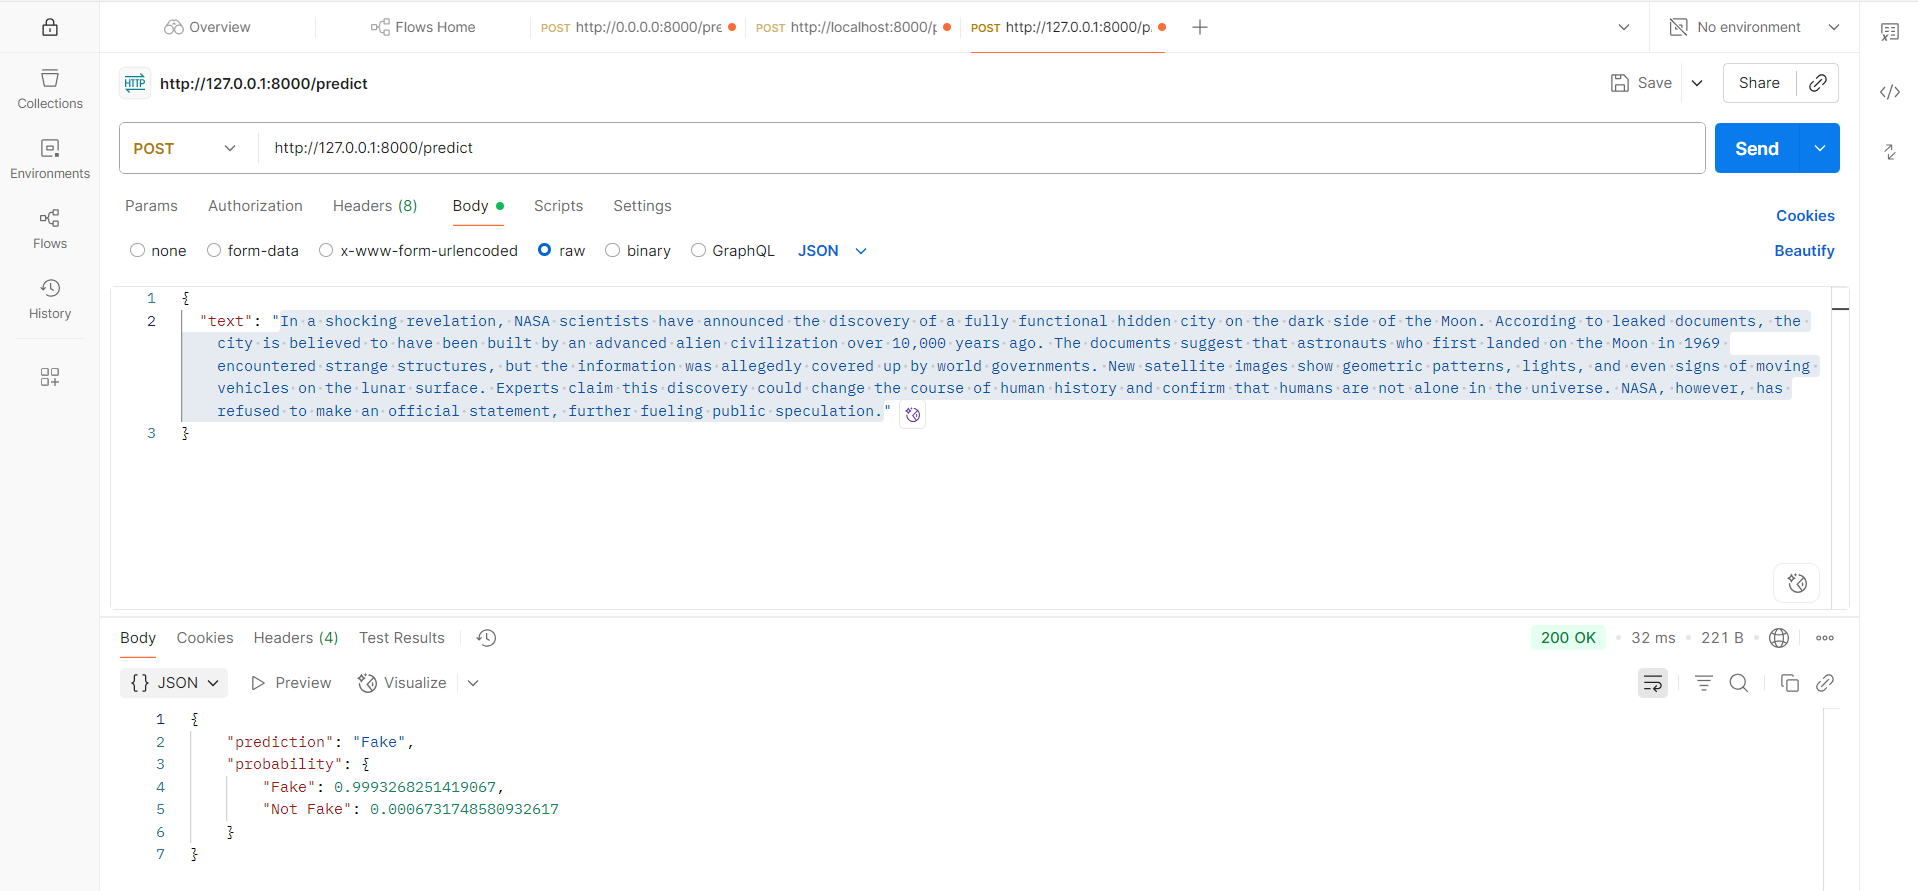 Overview
Flows Home
POST http://0.0.0.0:8000/pre
POST http://localhost:8000/p
POST http://127.0.0.1:8000/p.
No environment
Collections
Environments
Flows
History
HTTP http://127.0.0.1:8000/predict
Save
Share
POST
http://127.0.0.1:8000/predict
Send
Params
Authorization
Headers (8)
Body
Scripts
Settings
Cookies
none
form-data
x-www-form-urlencoded
raw
binary
GraphQL
JSON
Beautify
1 {
2 "text": "In a shocking revelation, NASA scientists have announced the discovery of a fully functional hidden city on the dark side of the Moon. According to leaked documents, the
city is believed to have been built by an advanced alien civilization over 10,000 years ago. The documents suggest that astronauts who first landed on the Moon in 1969
encountered strange structures, but the information was allegedly covered up by world governments. New satellite images show geometric patterns, lights, and even signs of moving
vehicles on the lunar surface. Experts claim this discovery could change the course of human history and confirm that humans are not alone in the universe. NASA, however, has
refused to make an official statement, further fueling public speculation."
3 }
Body
Cookies
Headers (4)
Test Results
200 OK
32 ms
221 B
{} JSON
Preview
Visualize
1 {
2 "prediction": "Fake",
3 "probability": {
4 "Fake": 0.9993268251419067,
5 "Not Fake": 0.0006731748580932617
6 }
7 }